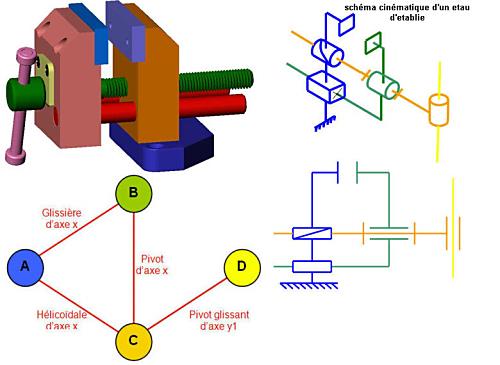 schéma cinématique d'un etau
d'etablie
B
Glissière
d'axe x
A
Pivot
d'axe x
D
Hélicoïdale
d'axe x
Pivot glissant
d'axe y1
C